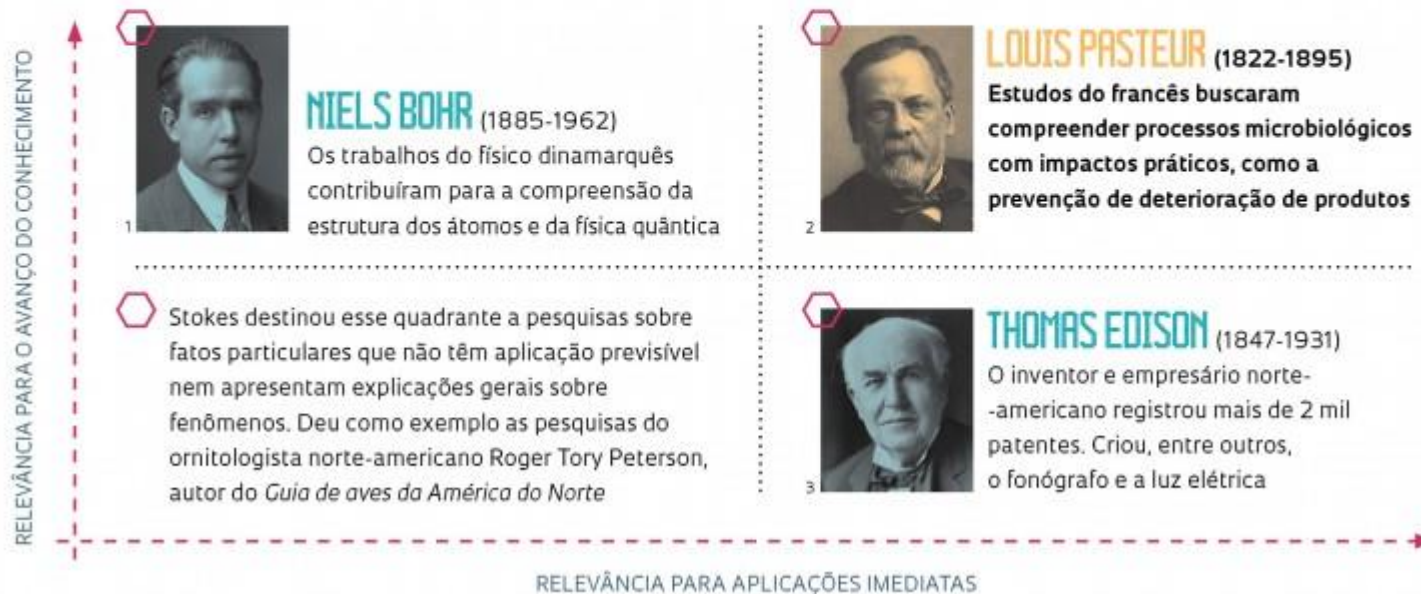 RELEVÂNCIA PARA O AVANÇO DO CONHECIMENTO
NIELS BOHR (1885-1962)
Os trabalhos do físico dinamarquês
contribuíram para a compreensão da
estrutura dos átomos e da física quântica
1
LOUIS PASTEUR (1822-1895)
Estudos do francês buscaram
compreender processos microbiológicos
com impactos práticos, como a
prevenção de deterioração de produtos
2
Stokes destinou esse quadrante a pesquisas sobre
fatos particulares que não têm aplicação previsível
nem apresentam explicações gerais sobre
fenômenos. Deu como exemplo as pesquisas do
ornitologista norte-americano Roger Tory Peterson,
autor do Guia de aves da América do Norte
THOMAS EDISON (1847-1931)
O inventor e empresário norte-
-americano registrou mais de 2 mil
patentes. Criou, entre outros,
o fonógrafo e a luz elétrica
3
RELEVÂNCIA PARA APLICAÇÕES IMEDIATAS